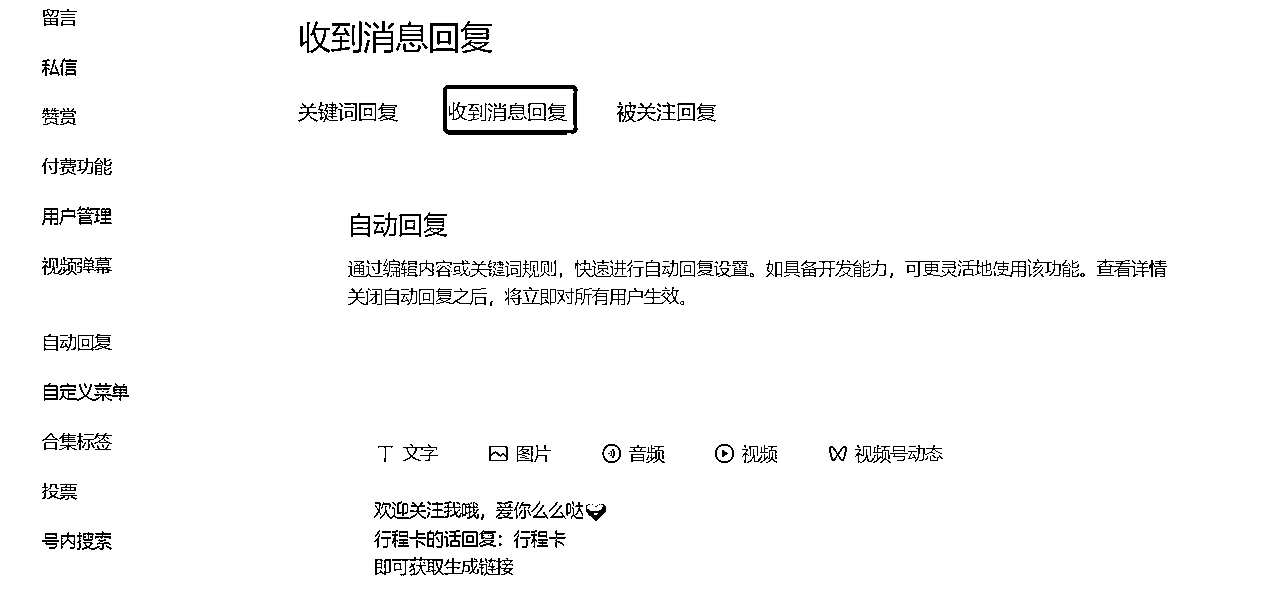 留言
私信
赞赏
付费功能
用户管理
视频弹幕
自动回复
自定义菜单
合集标签
投票
号内搜索
收到消息回复
关键词回复 收到消息回复 被关注回复
自动回复
通过编辑内容或关键词规则，快速进行自动回复设置。如具备开发能力，可更灵活地使用该功能。查看详情
关闭自动回复之后，将立即对所有用户生效。
文字 图片 音频 视频 视频号动态
欢迎关注我哦，爱你么么哒
行程卡的话回复：行程卡
即可获取生成链接